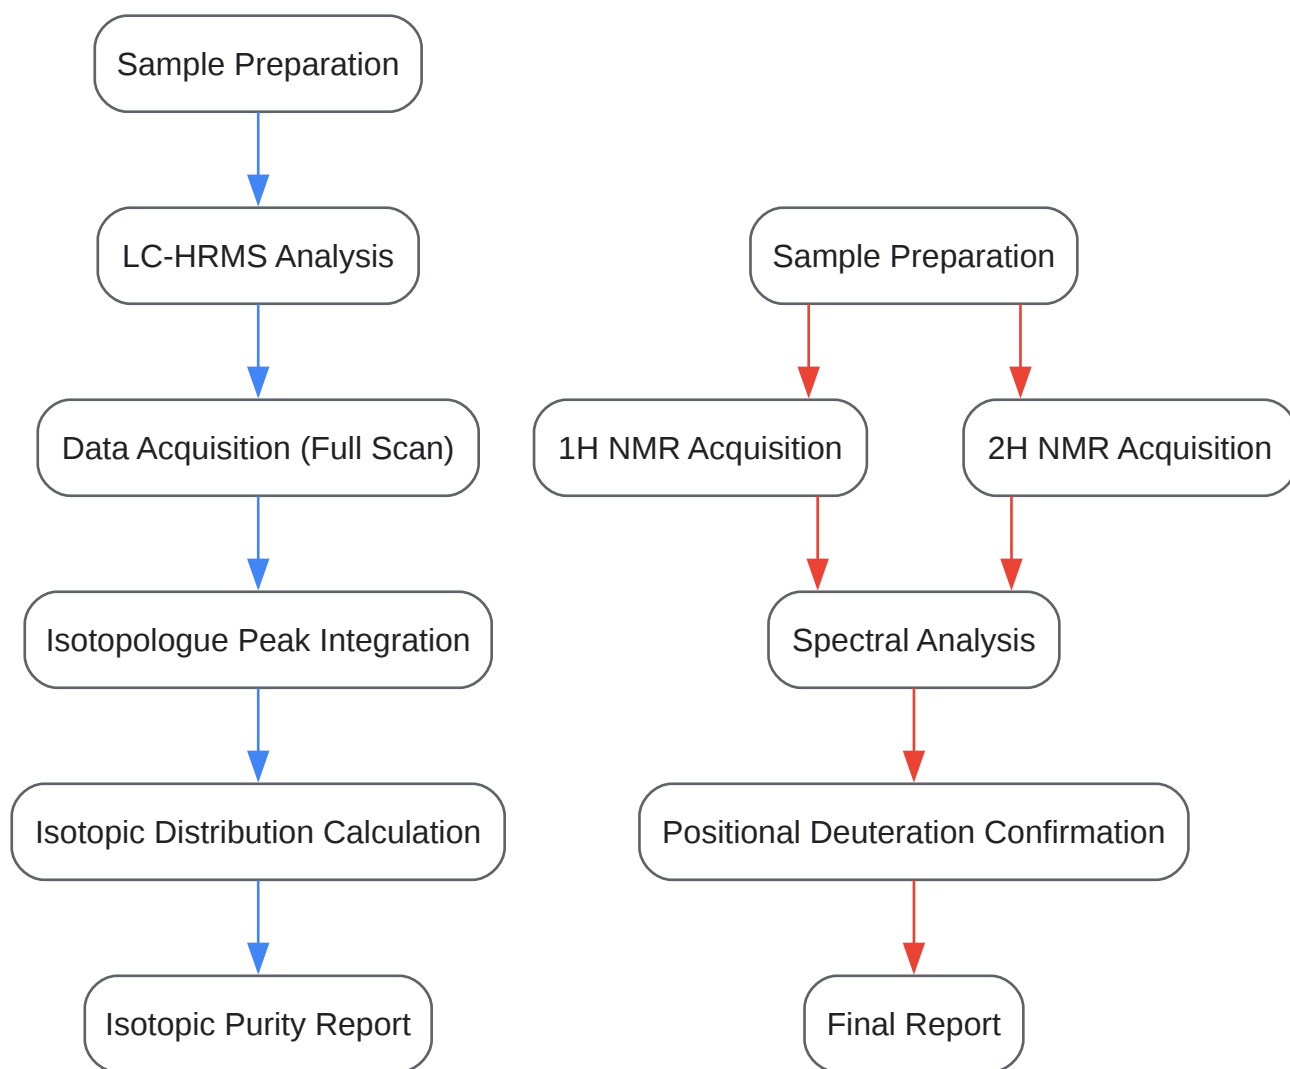 Sample Preparation
LC-HRMS Analysis
Data Acquisition (Full Scan)
Isotopologue Peak Integration
Isotopic Distribution Calculation
Isotopic Purity Report
Sample Preparation
1H NMR Acquisition
2H NMR Acquisition
Spectral Analysis
Positional Deuteration Confirmation
Final Report